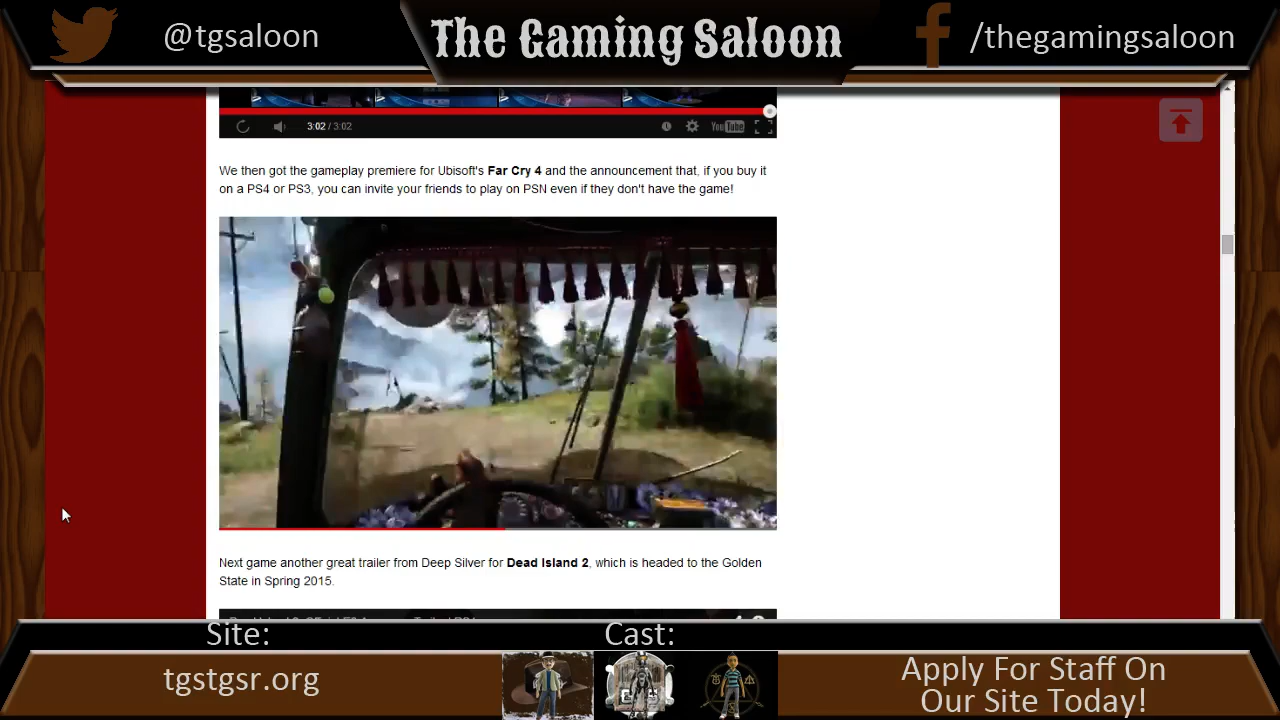 @tgsaloon
The Gaming Saloon
/thegamingsaloon
3:02 / 3:02
YouTube
We then got the gameplay premiere for Ubisoft's Far Cry 4 and the announcement that, if you buy it
on a PS4 or PS3, you can invite your friends to play on PSN even if they don't have the game!
Next game another great trailer from Deep Silver for Dead Island 2, which is headed to the Golden
State in Spring 2015.
Site:
Cast:
tgstgsr.org
Apply For Staff On
Our Site Today!